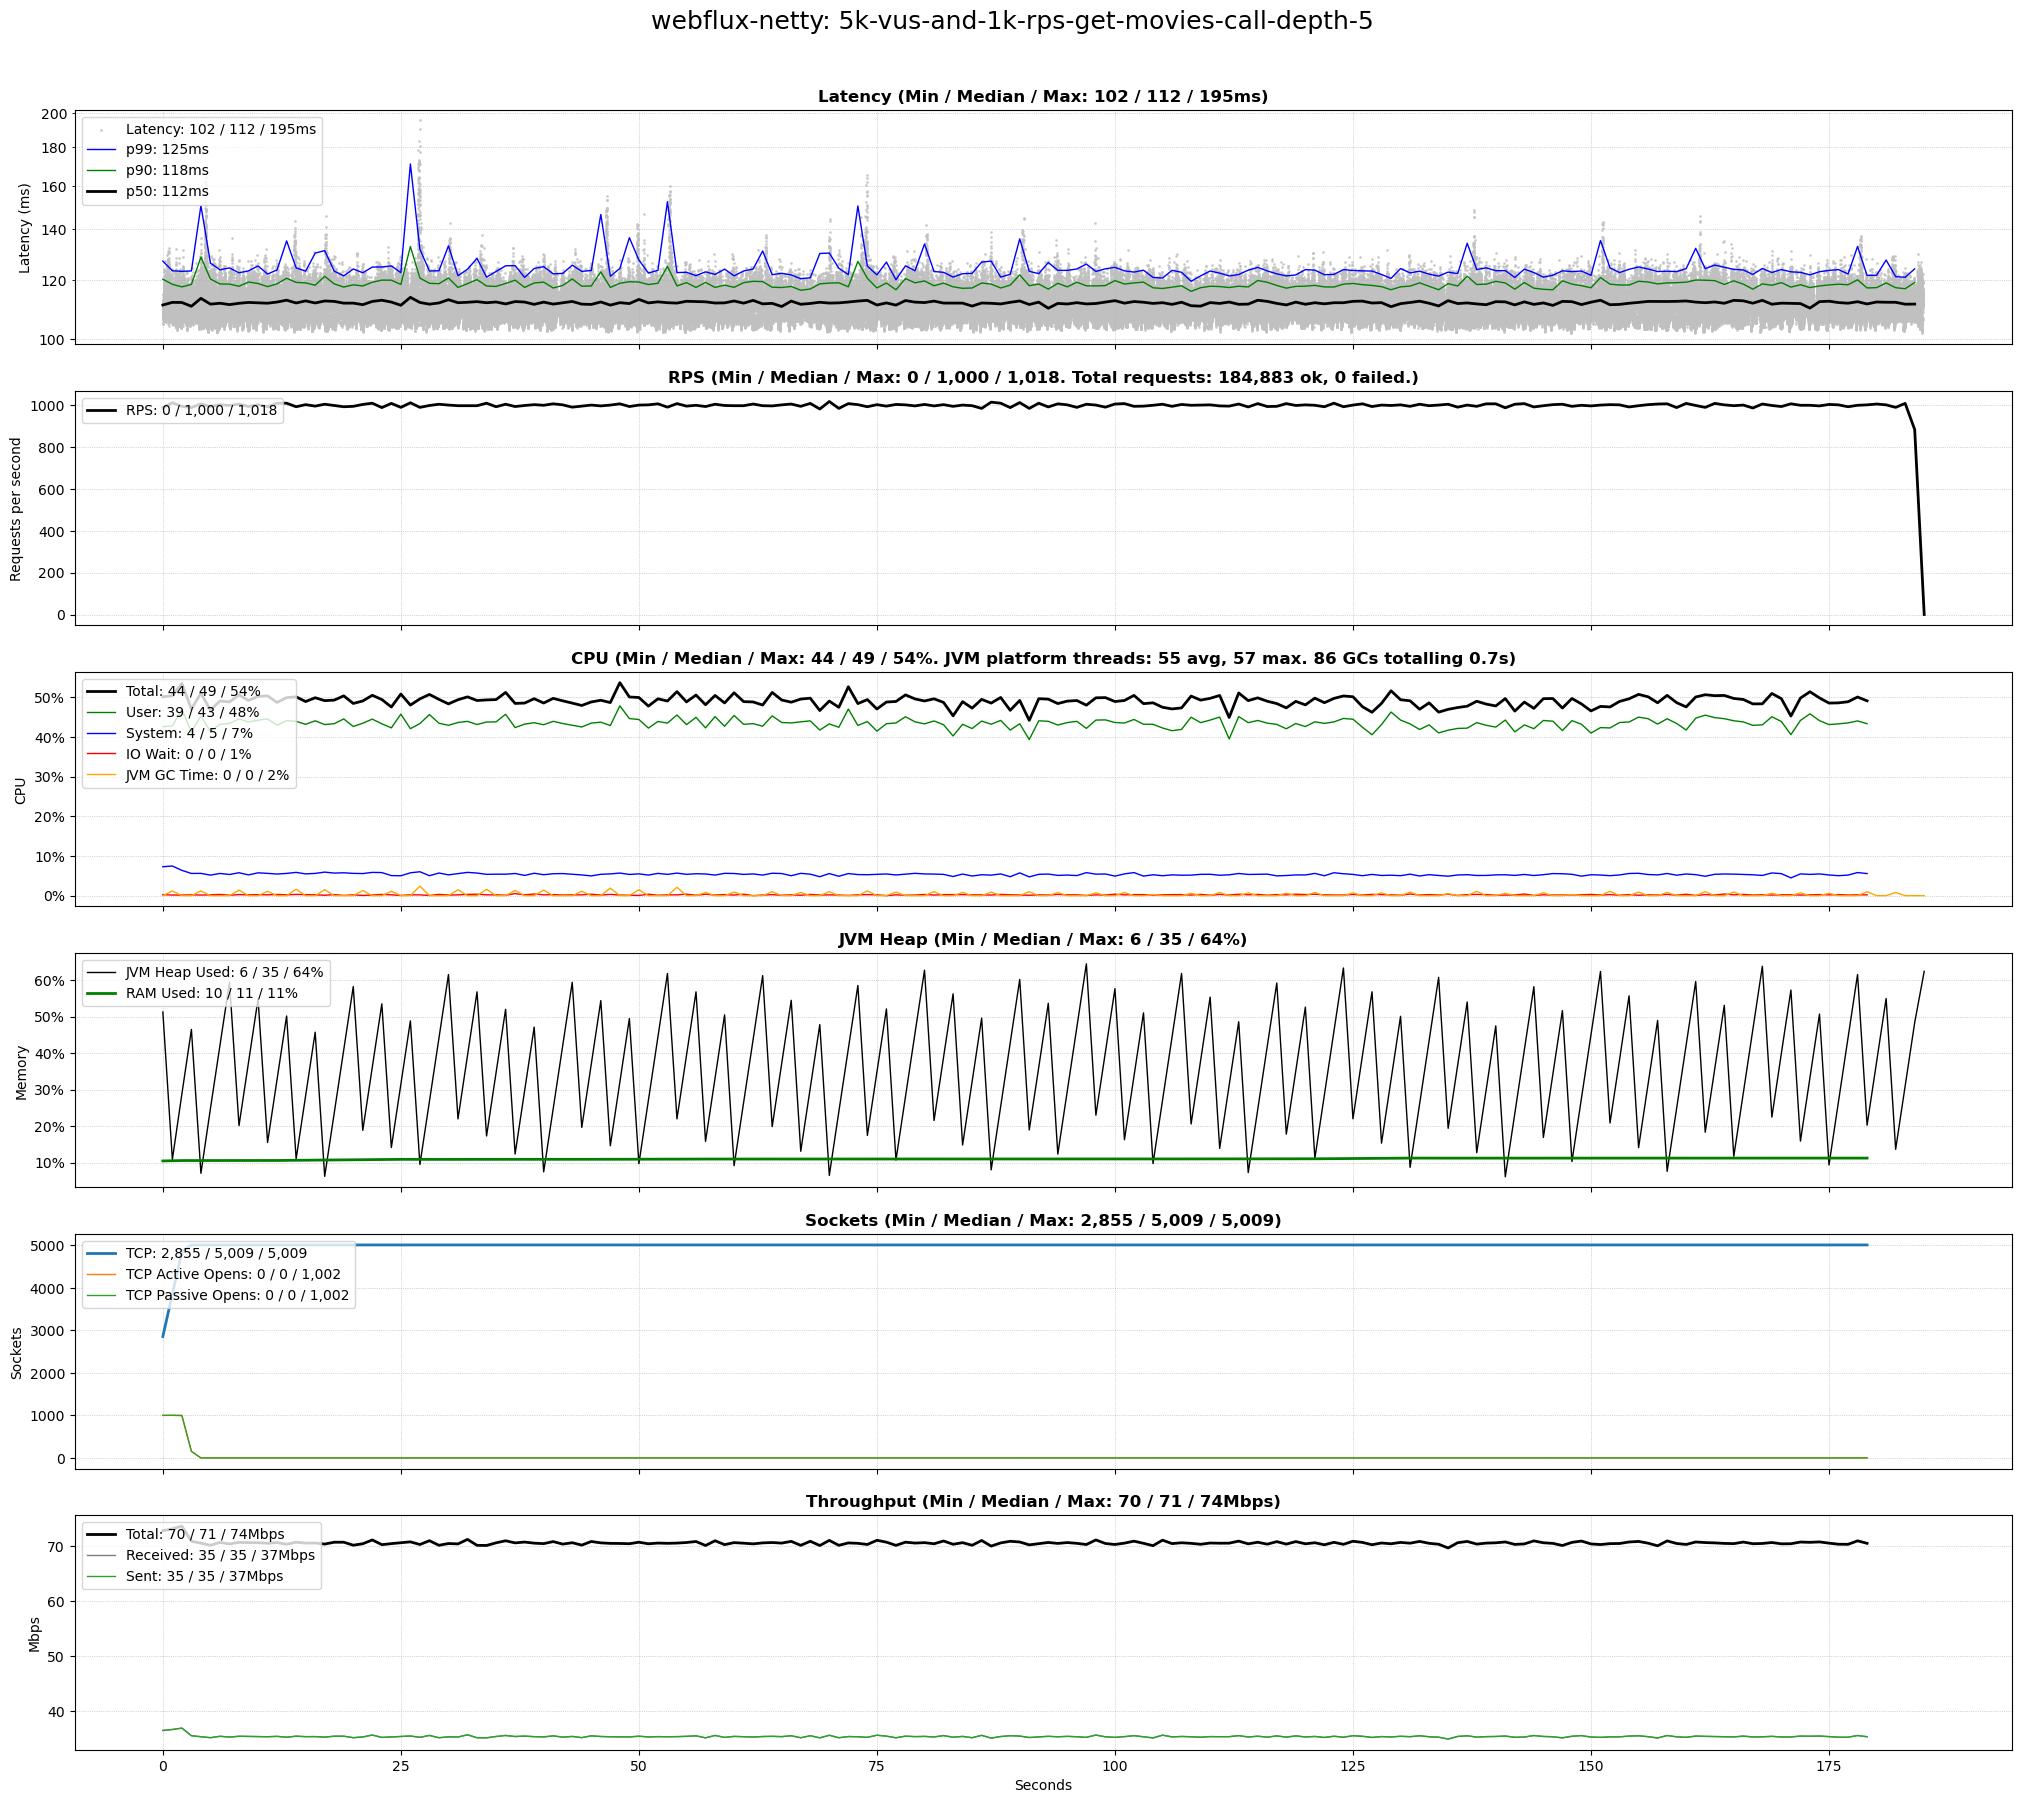 webflux-netty: 5k-vus-and-1k-rps-get-movies-call-depth-5
Latency (Min / Median / Max: 102 / 112 / 195ms)
200
180
160
140
120
100
Latency (ms)
Latency: 102 / 112 / 195ms
p99: 125ms
p90: 118ms
p50: 112ms
RPS (Min / Median / Max: 0 / 1,000 / 1,018. Total requests: 184,883 ok, 0 failed.)
1000
800
600
400
200
0
Requests per second
RPS: 0 / 1,000 / 1,018
CPU (Min / Median / Max: 44 / 49 / 54%. JVM platform threads: 55 avg, 57 max. 86 GCs totalling 0.7s)
50%
40%
30%
20%
10%
0%
CPU
Total: 44 / 49 / 54%
User: 39 / 43 / 48%
System: 4 / 5 / 7%
IO Wait: 0 / 0 / 1%
JVM GC Time: 0 / 0 / 2%
JVM Heap (Min / Median / Max: 6 / 35 / 64%)
60%
50%
40%
30%
20%
10%
Memory
JVM Heap Used: 6 / 35 / 64%
RAM Used: 10 / 11 / 11%
Sockets (Min / Median / Max: 2,855 / 5,009 / 5,009)
5000
4000
3000
2000
1000
0
Sockets
TCP: 2,855 / 5,009 / 5,009
TCP Active Opens: 0 / 0 / 1,002
TCP Passive Opens: 0 / 0 / 1,002
Throughput (Min / Median / Max: 70 / 71 / 74Mbps)
70
60
50
40
Mbps
Total: 70 / 71 / 74Mbps
Received: 35 / 35 / 37Mbps
Sent: 35 / 35 / 37Mbps
0 25 50 75 100 125 150 175
Seconds